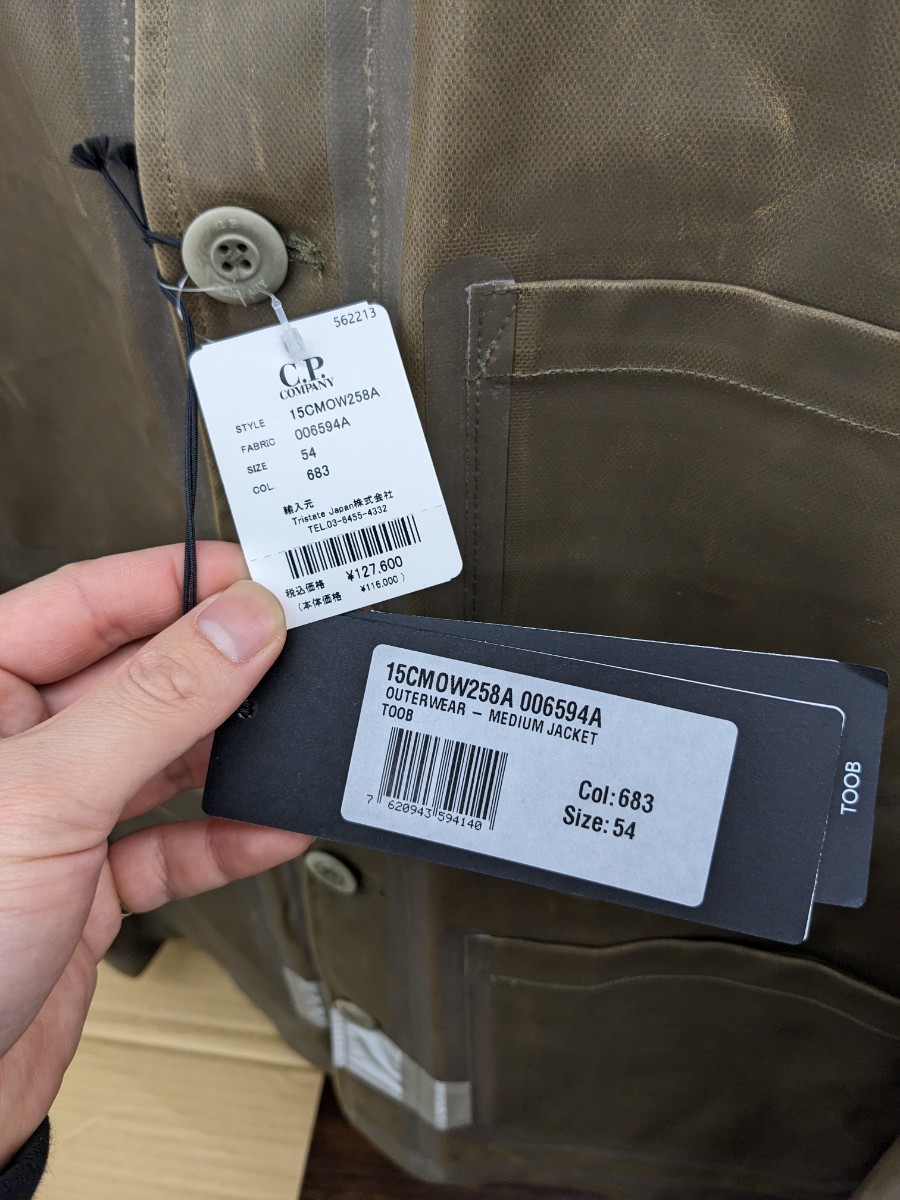 C.P.
562213
C.P.
COMPANY
STYLE 15CMOW258A
FABRIC 006594A
SIZE 54
COL. 683
輸入元
Tristate Japan株式会社
TEL.03-6455-4332
税込価格 ¥127,600
(本体価格 ¥116,000 )
15CMOW258A 006594A
OUTERWEAR – MEDIUM JACKET
TOOB
7 620943 594140
Col:683
Size:54
TOOB